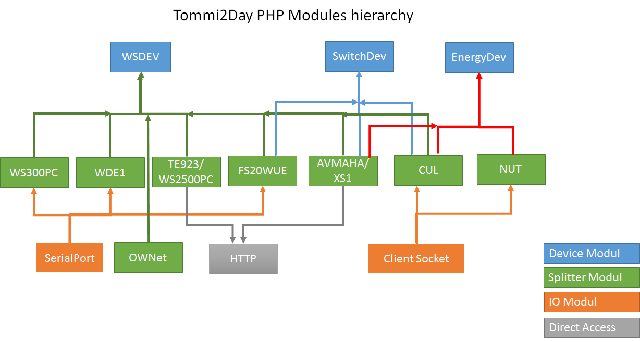 Tommi2Day PHP Modules hierarchy
WSDEV
SwitchDev
EnergyDev
WS300PC
WDE1
TE923/
WS2500PC
FS20WUE
AVMAHA/
XS1
CUL
NUT
SerialPort
OWNet
HTTP
Client Socket
Device Modul
Splitter Modul
IO Modul
Direct Access